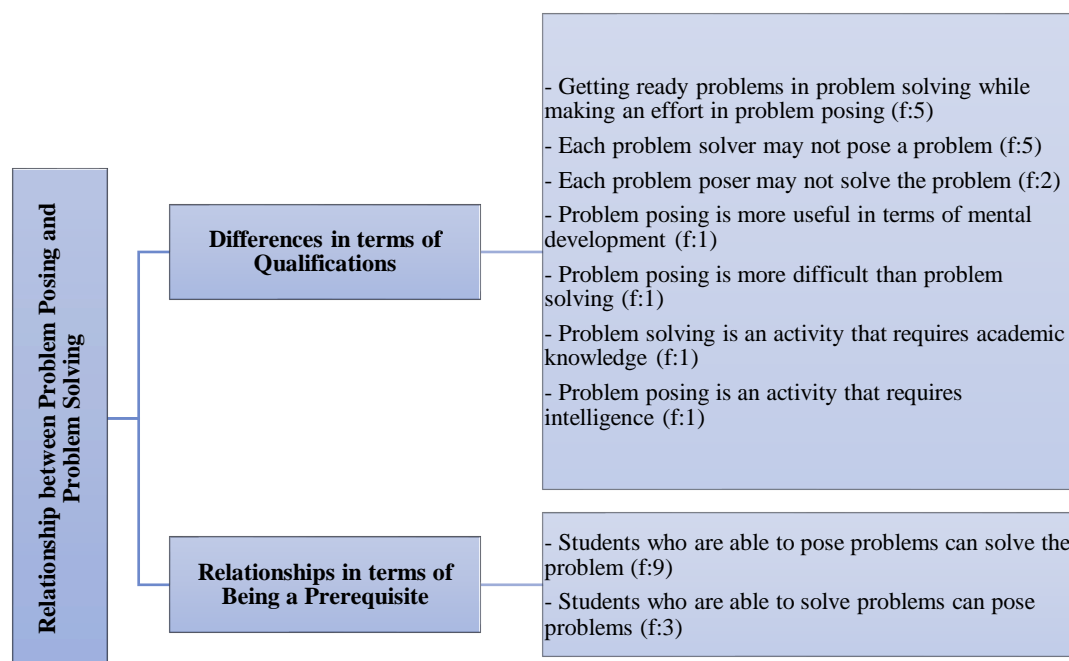 Relationship between Problem Posing and
Problem Solving
Differences in terms of
Qualifications
- Getting ready problems in problem solving while
making an effort in problem posing (f:5)
- Each problem solver may not pose a problem (f:5)
- Each problem poser may not solve the problem (f:2)
- Problem posing is more useful in terms of mental
development (f:1)
- Problem posing is more difficult than problem
solving (f:1)
- Problem solving is an activity that requires academic
knowledge (f:1)
- Problem posing is an activity that requires
intelligence (f:1)
Relationships in terms of
Being a Prerequisite
- Students who are able to pose problems can solve the
problem (f:9)
- Students who are able to solve problems can pose
problems (f:3)